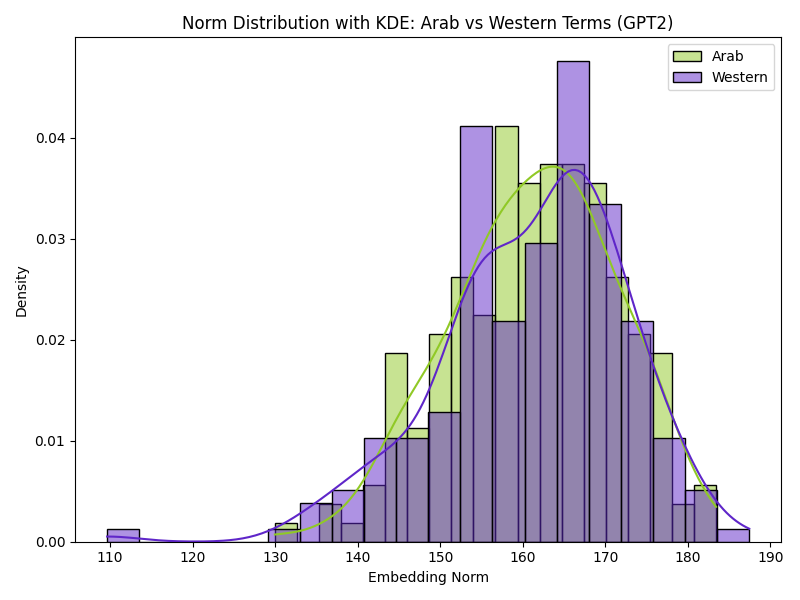 Norm Distribution with KDE: Arab vs Western Terms (GPT2)
Arab
Western
0.04
0.03
0.02
0.01
0.00
Density
110 120 130 140 150 160 170 180 190
Embedding Norm